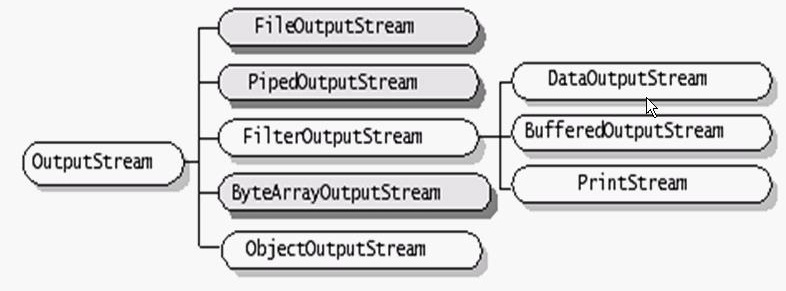 OutputStream
FileOutputStream
PipedOutputStream
FilterOutputStream
ByteArrayOutputStream
ObjectOutputStream
DataOutputStream
BufferedOutputStream
PrintStream